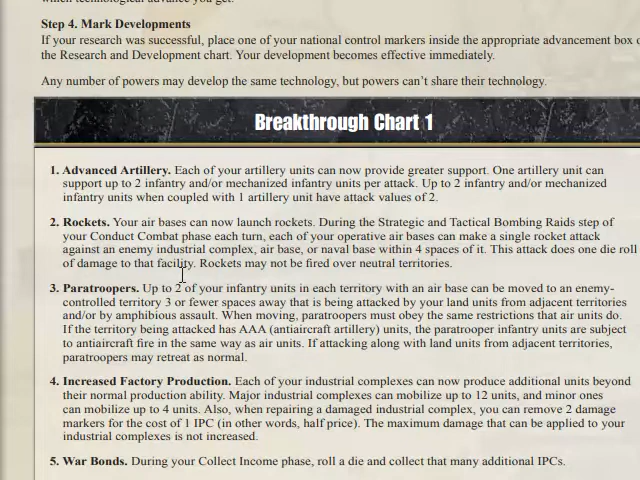 which technological advance you get.
Step 4. Mark Developments
If your research was successful, place one of your national control markers inside the appropriate advancement box o
the Research and Development chart. Your development becomes effective immediately.
Any number of powers may develop the same technology, but powers can't share their technology.
Breakthrough Chart 1
1. Advanced Artillery. Each of your artillery units can now provide greater support. One artillery unit can
support up to 2 infantry and/or mechanized infantry units per attack. Up to 2 infantry and/or mechanized
infantry units when coupled with 1 artillery unit have attack values of 2.
2. Rockets. Your air bases can now launch rockets. During the Strategic and Tactical Bombing Raids step of
your Conduct Combat phase each turn, each of your operative air bases can make a single rocket attack
against an enemy industrial complex, air base, or naval base within 4 spaces of it. This attack does one die roll
of damage to that facility. Rockets may not be fired over neutral territories.
3. Paratroopers. Up to 2 of your infantry units in each territory with an air base can be moved to an enemy-
controlled territory 3 or fewer spaces away that is being attacked by your land units from adjacent territories
and/or by amphibious assault. When moving, paratroopers must obey the same restrictions that air units do.
If the territory being attacked has AAA (antiaircraft artillery) units, the paratrooper infantry units are subject
to antiaircraft fire in the same way as air units. If attacking along with land units from adjacent territories,
paratroopers may retreat as normal.
4. Increased Factory Production. Each of your industrial complexes can now produce additional units beyond
their normal production ability. Major industrial complexes can mobilize up to 12 units, and minor ones
can mobilize up to 4 units. Also, when repairing a damaged industrial complex, you can remove 2 damage
markers for the cost of 1 IPC (in other words, half price). The maximum damage that can be applied to your
industrial complexes is not increased.
5. War Bonds. During your Collect Income phase, roll a die and collect that many additional IPCs.